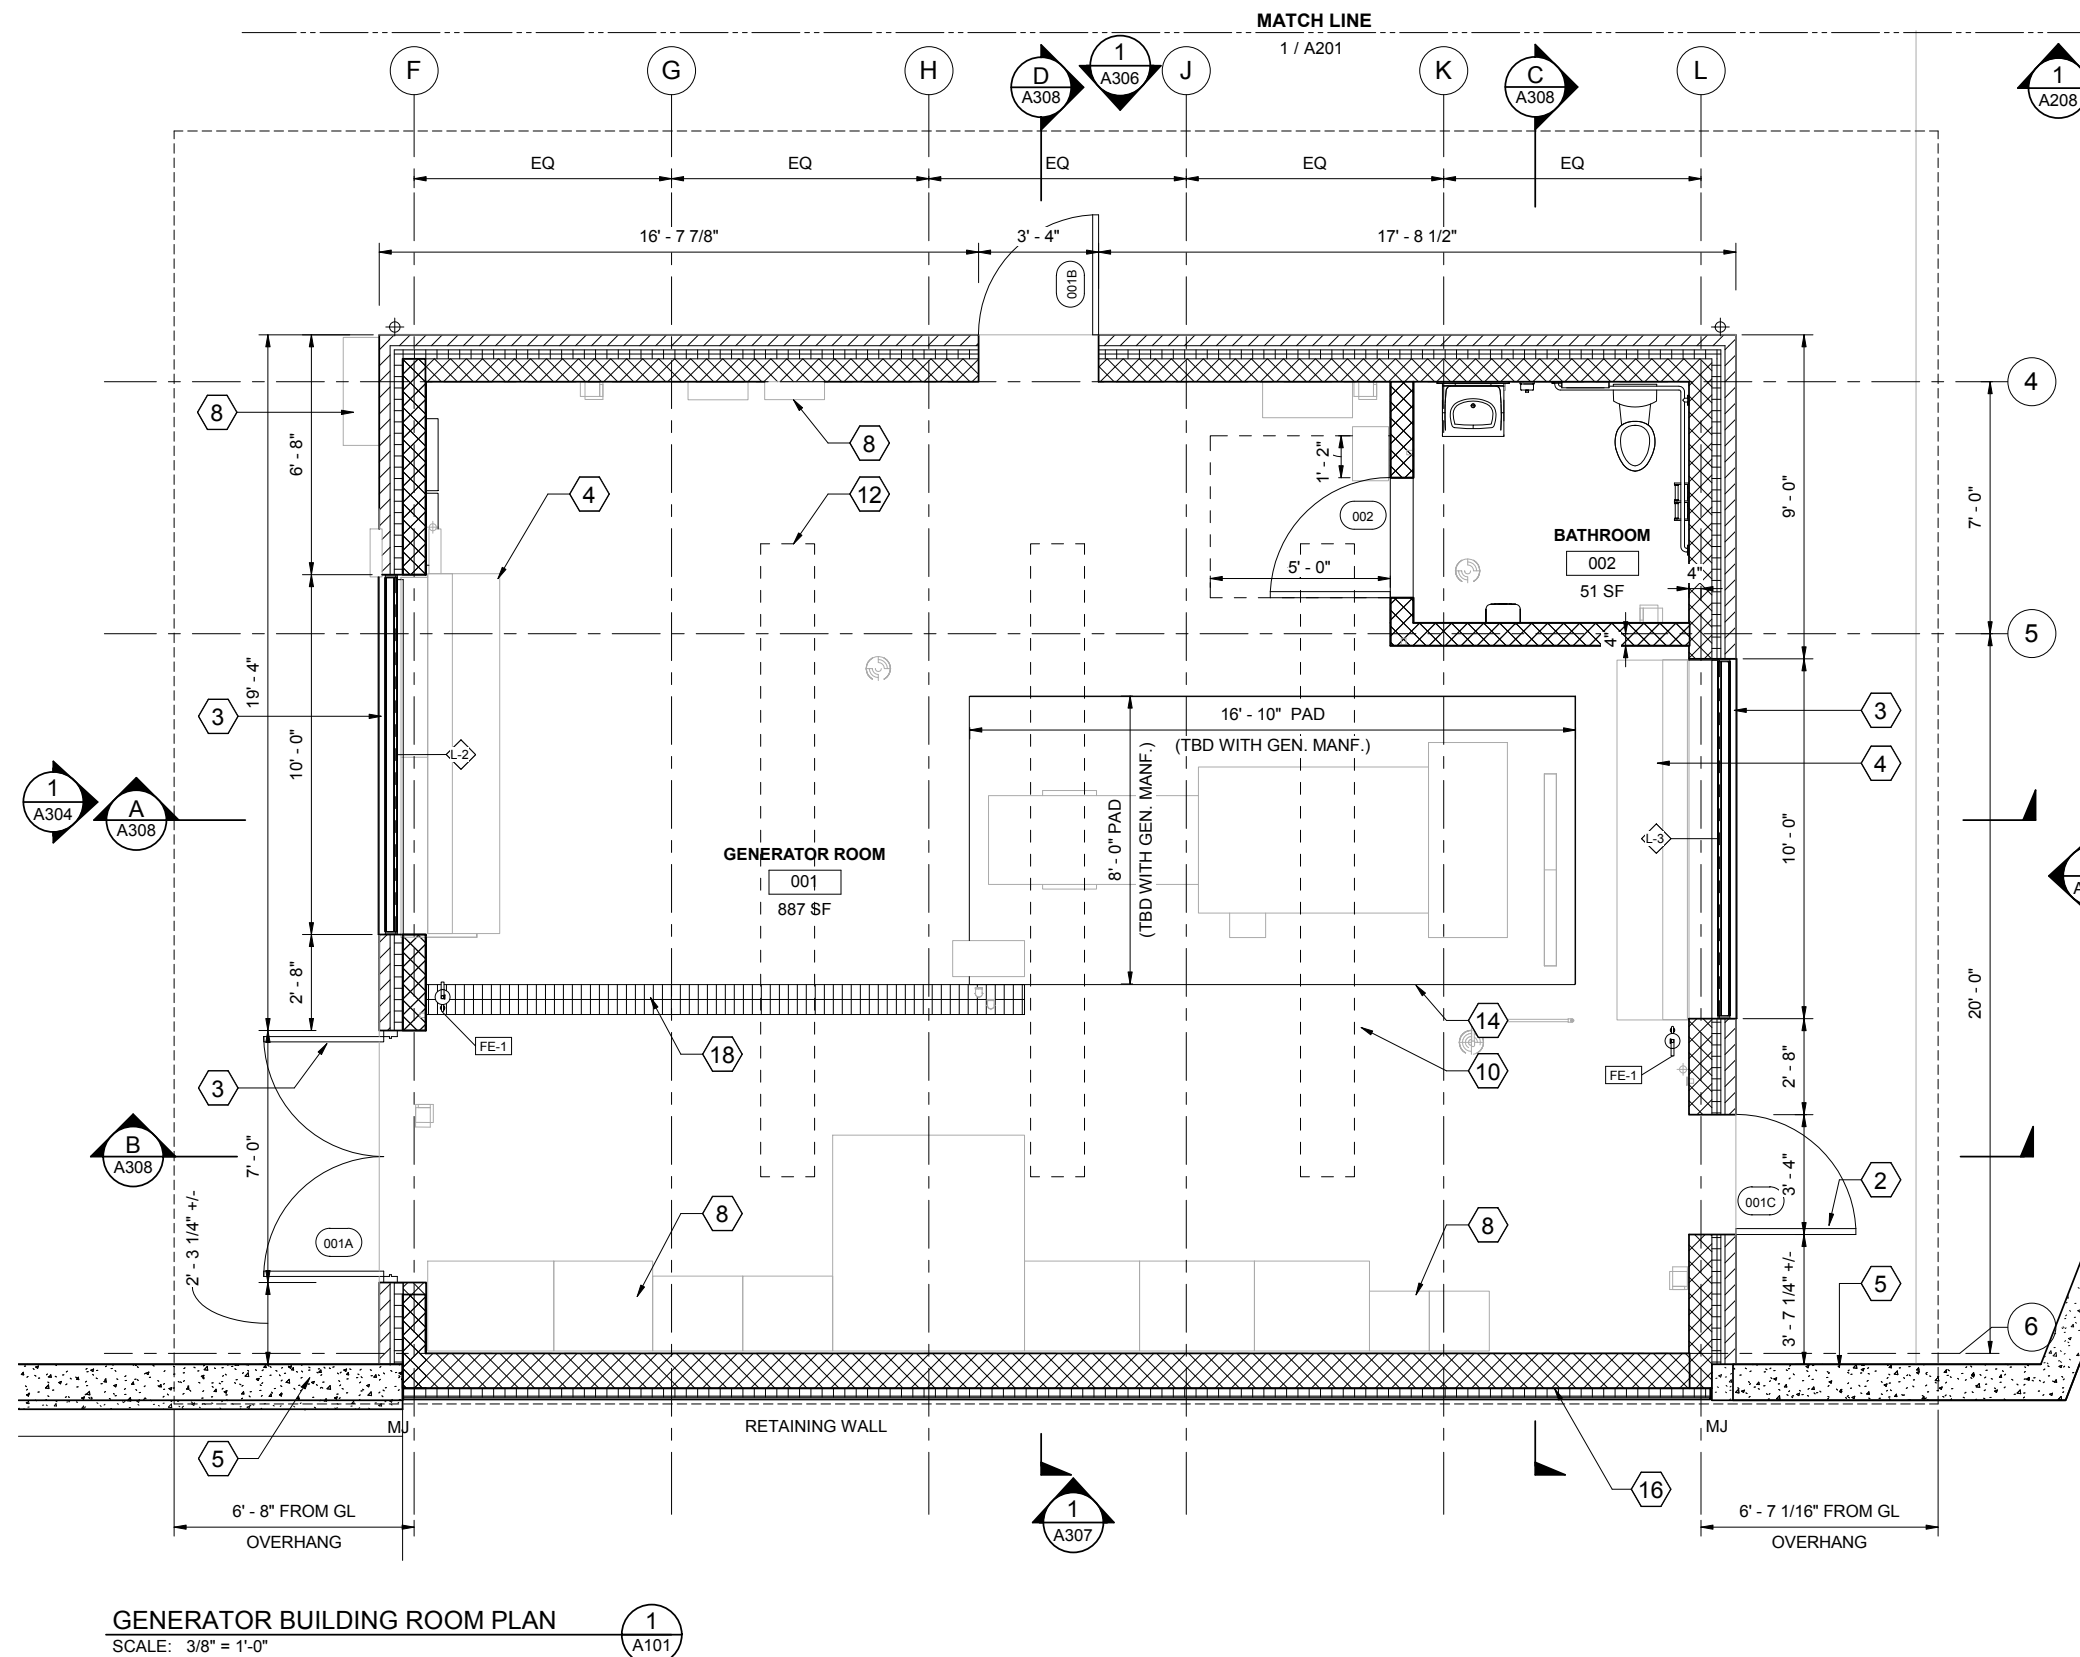 MATCH LINE
1 / A201
F
G
H
D
A308
1
A306
J
K
C
A308
L
1
A208
EQ
EQ
EQ
EQ
EQ
16' - 7 7/8"
3' - 4"
17' - 8 1/2"
001B
4
8
6' - 8"
8
4
12
1' - 2"
002
5' - 0"
BATHROOM
002
51 SF
4"
4"
9' - 0"
7' - 0"
5
19' - 4"
3
10' - 0"
L-2
16' - 10" PAD
(TBD WITH GEN. MANF.)
8' - 0" PAD
(TBD WITH GEN. MANF.)
3
4
L-3
10' - 0"
1
A304
A
A308
GENERATOR ROOM
001
887 SF
A
20' - 0"
2' - 8"
FE-1
18
14
10
FE-1
2' - 8"
3
B
A308
7' - 0"
2' - 3 1/4" +/-
001A
8
8
001C
3' - 4"
2
3' - 7 1/4" +/-
5
6
MJ
RETAINING WALL
MJ
5
16
6' - 8" FROM GL
OVERHANG
1
A307
6' - 7 1/16" FROM GL
OVERHANG
GENERATOR BUILDING ROOM PLAN
SCALE: 3/8" = 1'-0"
1
A101